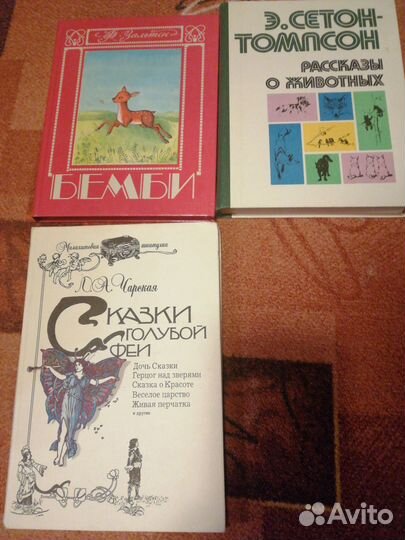 Ф. Зальтен
БЕМБИ
Э. СЕТОН-
ТОМПСОН
РАССКАЗЫ
О ЖИВОТНЫХ
Малахитовая шкатулка
Л. А. Чарская
СКАЗКИ
ГОЛУБОЙ
ФЕИ
Дочь Сказки
Герцог над зверями
Сказка о Красоте
Веселое царство
Живая перчатка
и другие
Avito